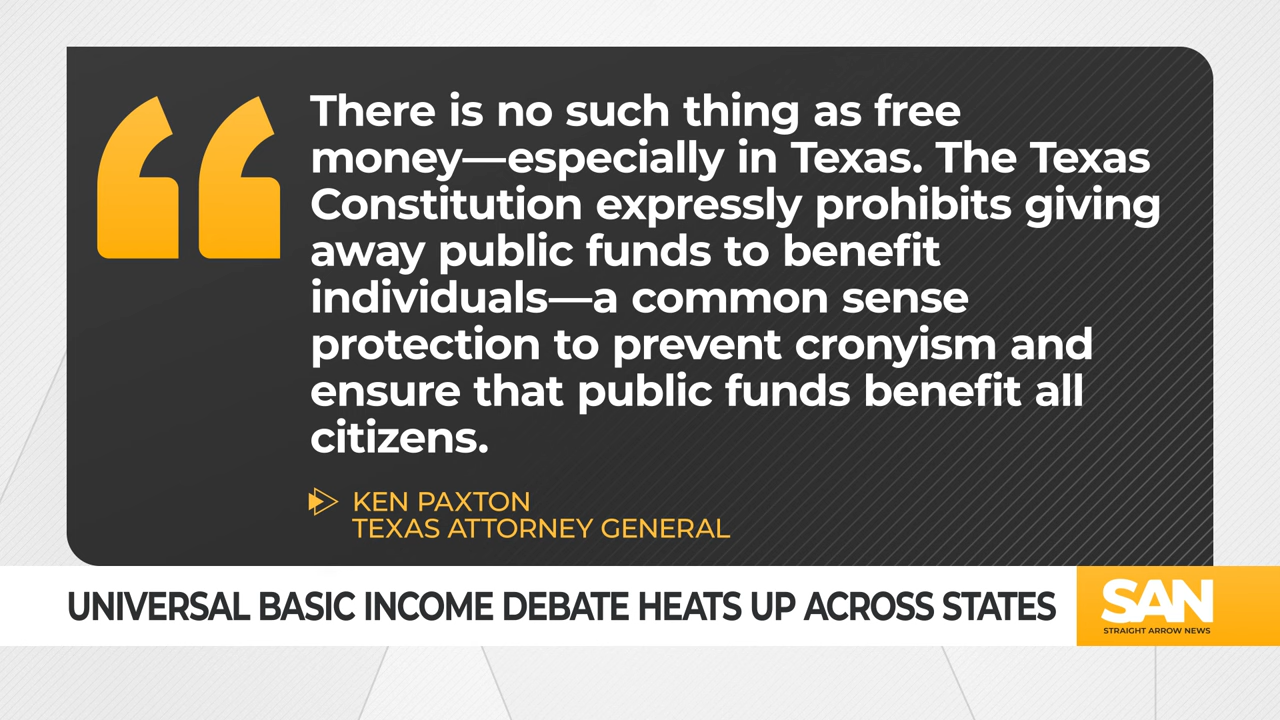 There is no such thing as free
money—especially in Texas. The Texas
Constitution expressly prohibits giving
away public funds to benefit
individuals—a common sense
protection to prevent cronyism and
ensure that public funds benefit all
citizens.
KEN PAXTON
TEXAS ATTORNEY GENERAL
UNIVERSAL BASIC INCOME DEBATE HEATS UP ACROSS STATES
SAN
STRAIGHT ARROW NEWS